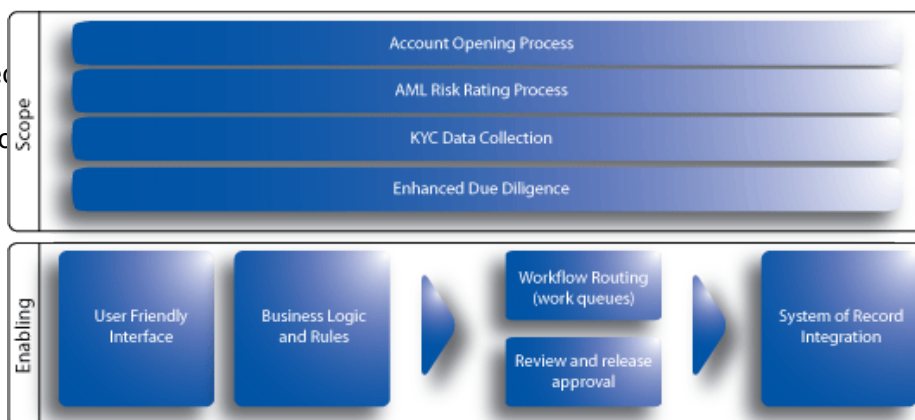 Scope
Account Opening Process
AML Risk Rating Process
KYC Data Collection
Enhanced Due Diligence
Enabling
User Friendly
Interface
Business Logic
and Rules
Workflow Routing
(work queues)
Review and release
approval
System of Record
Integration